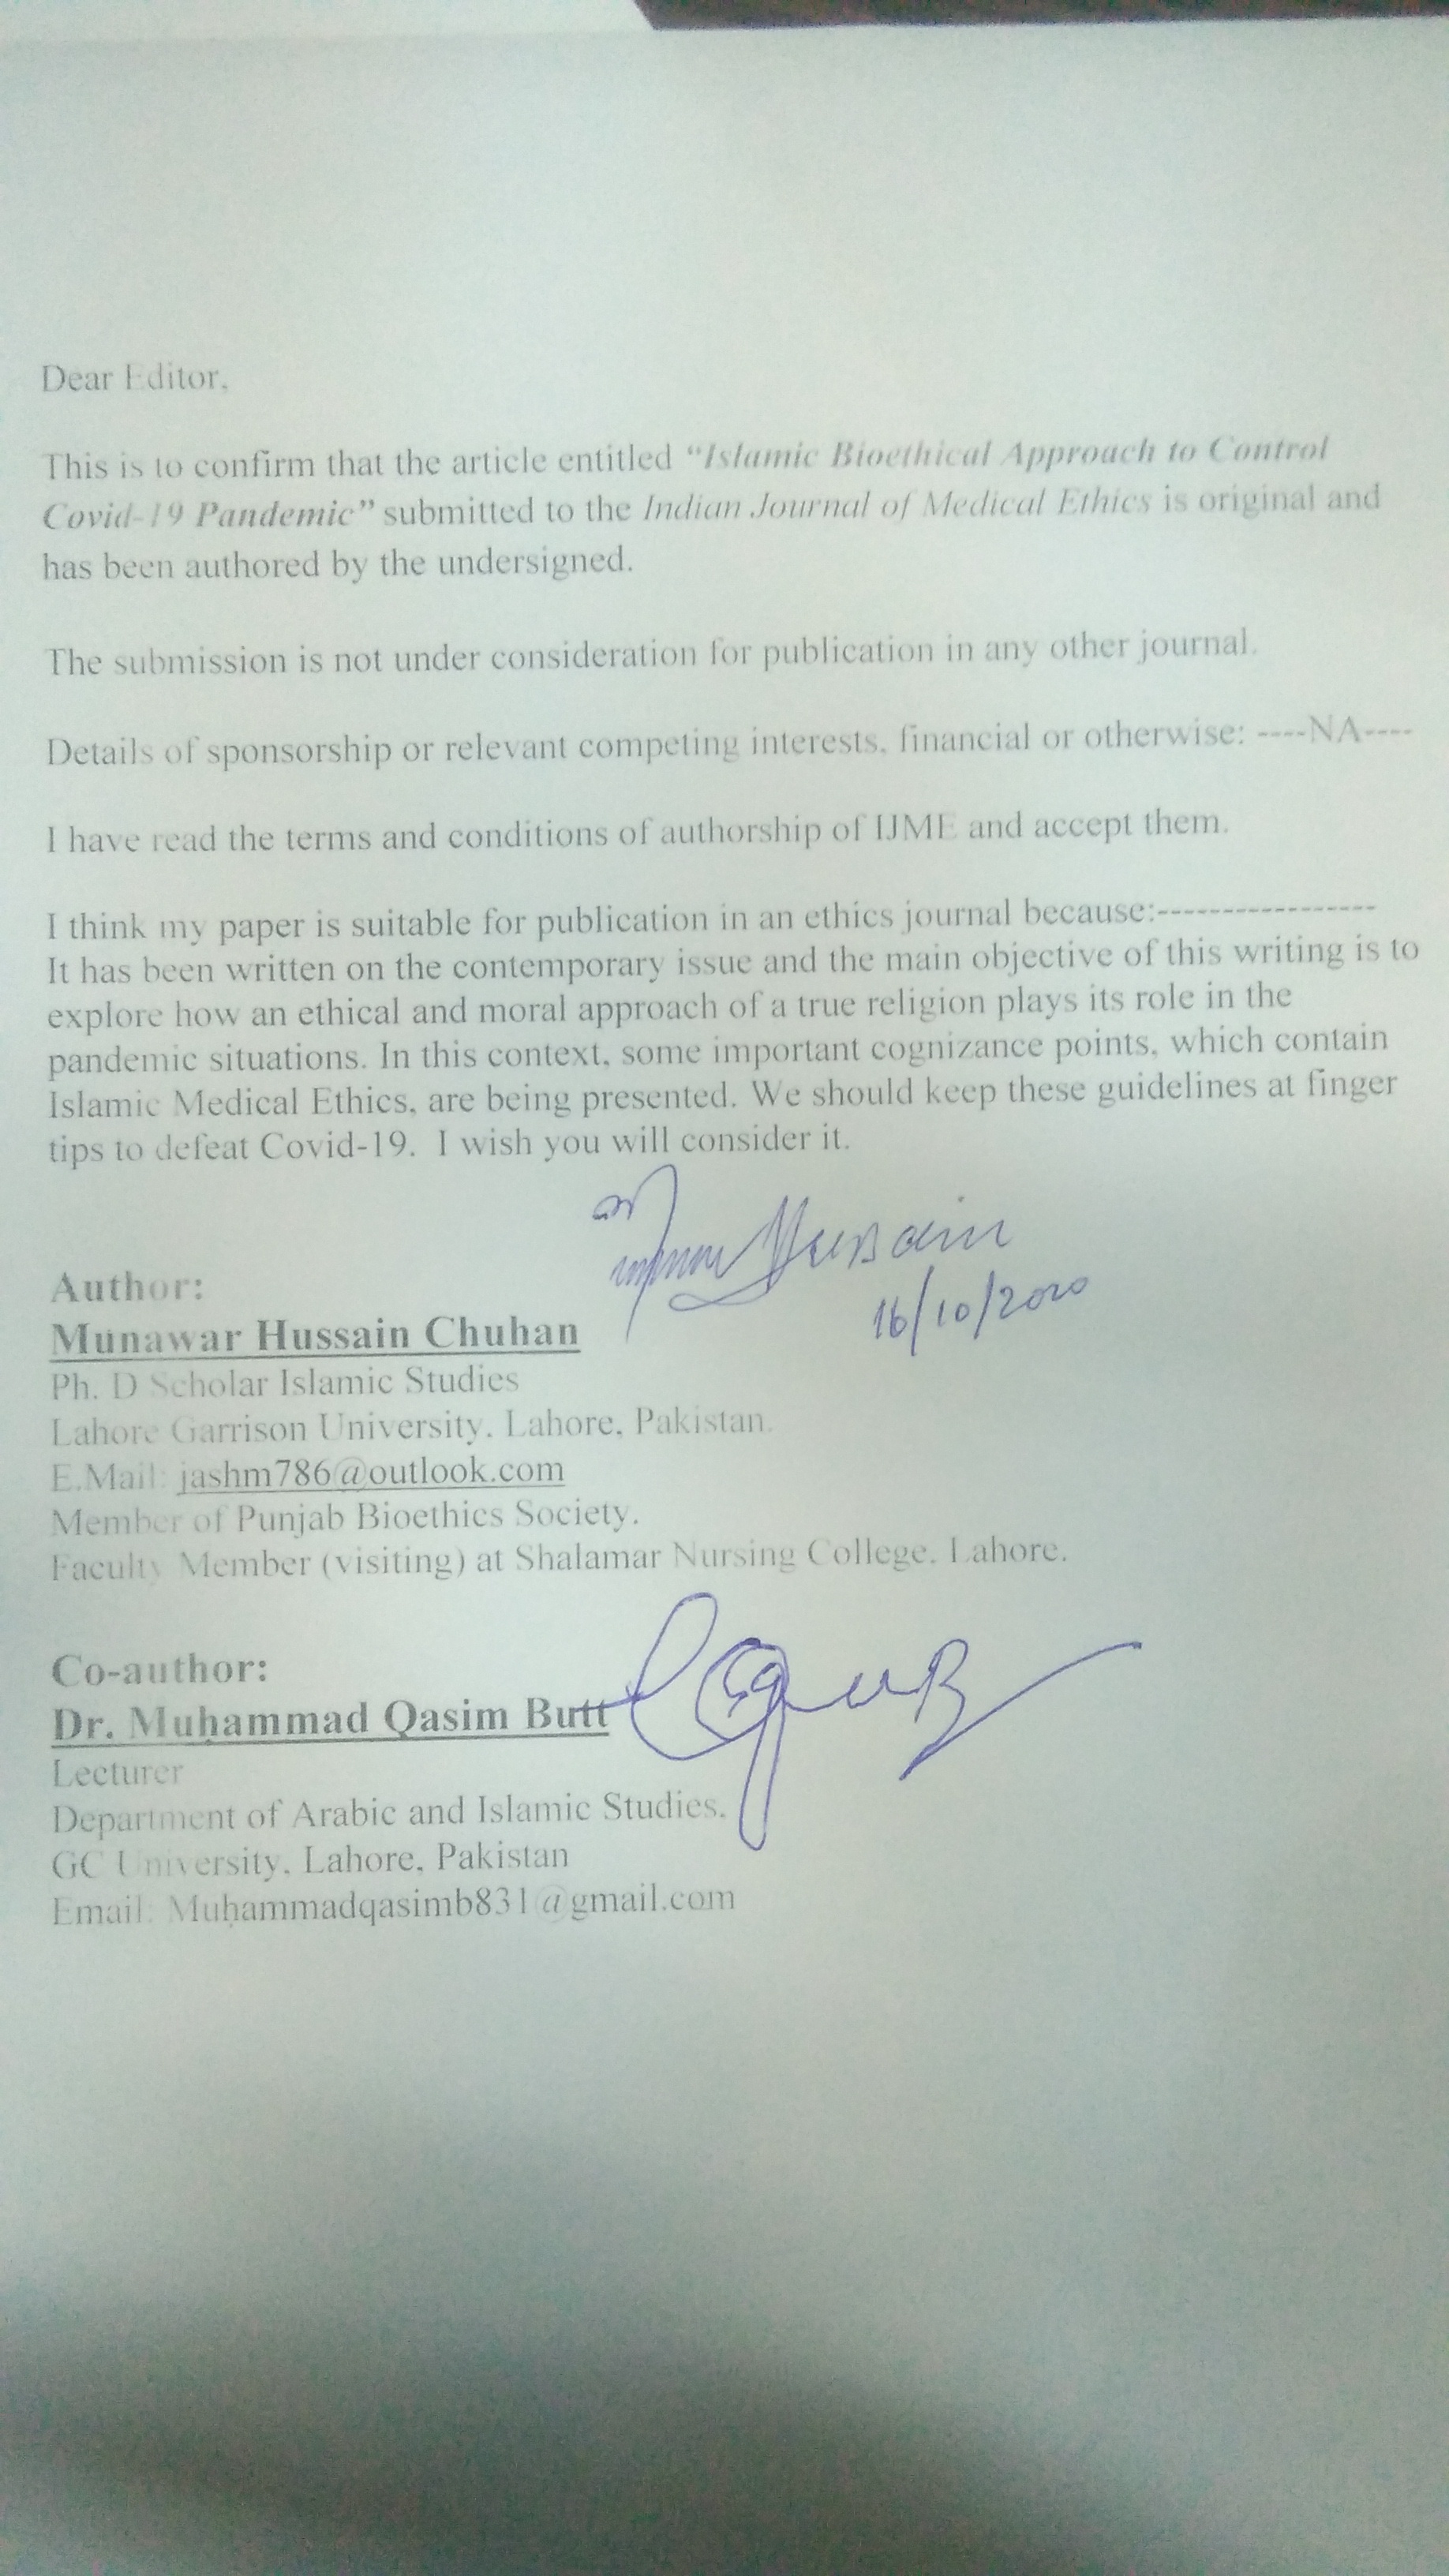 Dear Editor,
This is to confirm that the article entitled “Islamic Bioethical Approach to Control
Covid-19 Pandemic” submitted to the Indian Journal of Medical Ethics is original and
has been authored by the undersigned.
The submission is not under consideration for publication in any other journal.
Details of sponsorship or relevant competing interests, financial or otherwise: ----NA----
I have read the terms and conditions of authorship of IJME and accept them.
I think my paper is suitable for publication in an ethics journal because:-----------------
It has been written on the contemporary issue and the main objective of this writing is to
explore how an ethical and moral approach of a true religion plays its role in the
pandemic situations. In this context, some important cognizance points, which contain
Islamic Medical Ethics, are being presented. We should keep these guidelines at finger
tips to defeat Covid-19. I wish you will consider it.
Hussain
16/10/2020
Author:
Munawar Hussain Chuhan
Ph. D Scholar Islamic Studies
Lahore Garrison University, Lahore, Pakistan.
E.Mail: jashm786@outlook.com
Member of Punjab Bioethics Society.
Faculty Member (visiting) at Shalamar Nursing College, Lahore.
Co-author:
Dr. Muḥammad Qasim Butt
Lecturer
Department of Arabic and Islamic Studies,
GC University, Lahore, Pakistan
Email: Muḥammadqasimb831@gmail.com